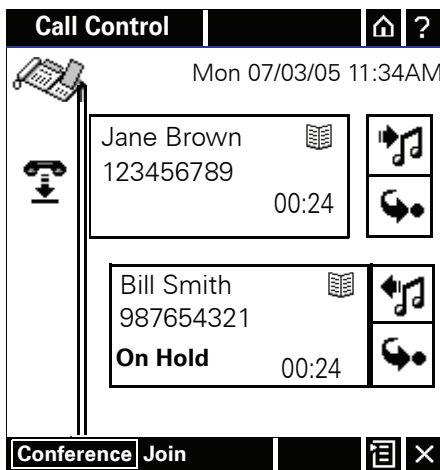 Call Control ?
Mon 07/03/05 11:34AM
Jane Brown
123456789
00:24
Bill Smith
987654321
On Hold 00:24
Conference Join